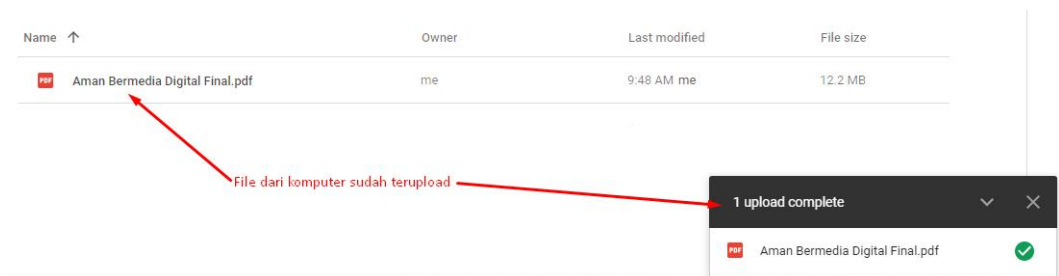 Name Owner Last modified File size
PDF Aman Bermedia Digital Final.pdf me 9:48 AM me 12.2 MB
File dari komputer sudah terupload
1 upload complete
PDF Aman Bermedia Digital Final.pdf